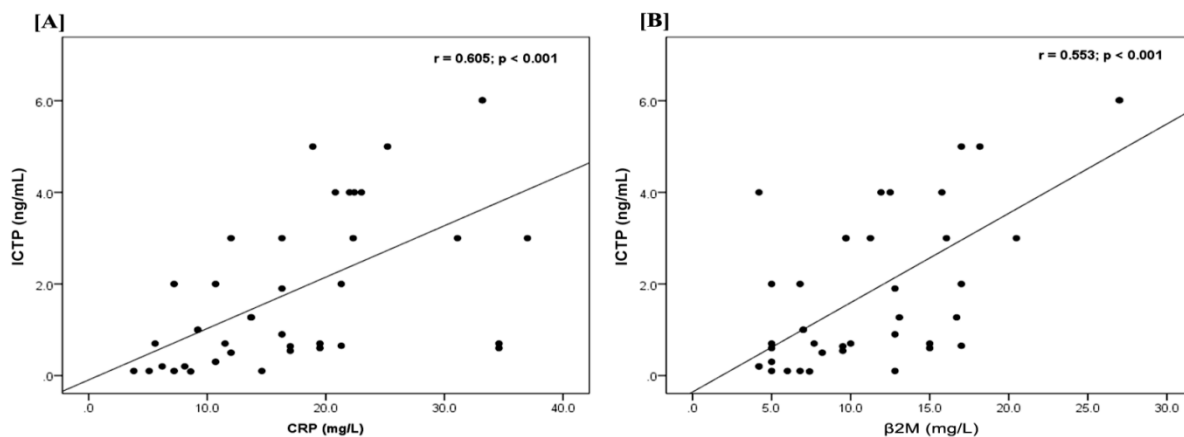 [A]
r = 0.605; p < 0.001
6.0
4.0
2.0
.0
ICTP (ng/mL)
.0 10.0 20.0 30.0 40.0
CRP (mg/L)
[B]
r = 0.553; p < 0.001
6.0
4.0
2.0
.0
ICTP (ng/mL)
.0 5.0 10.0 15.0 20.0 25.0 30.0
β2M (mg/L)